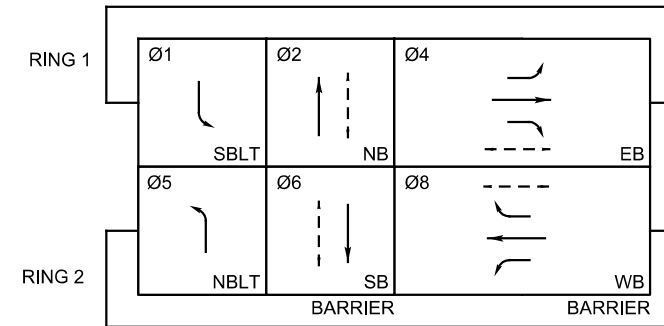 RING 1
Ø1
Ø2
Ø4
SBLT
NB
EB
Ø5
Ø6
Ø8
RING 2
NBLT
SB
WB
BARRIER
BARRIER